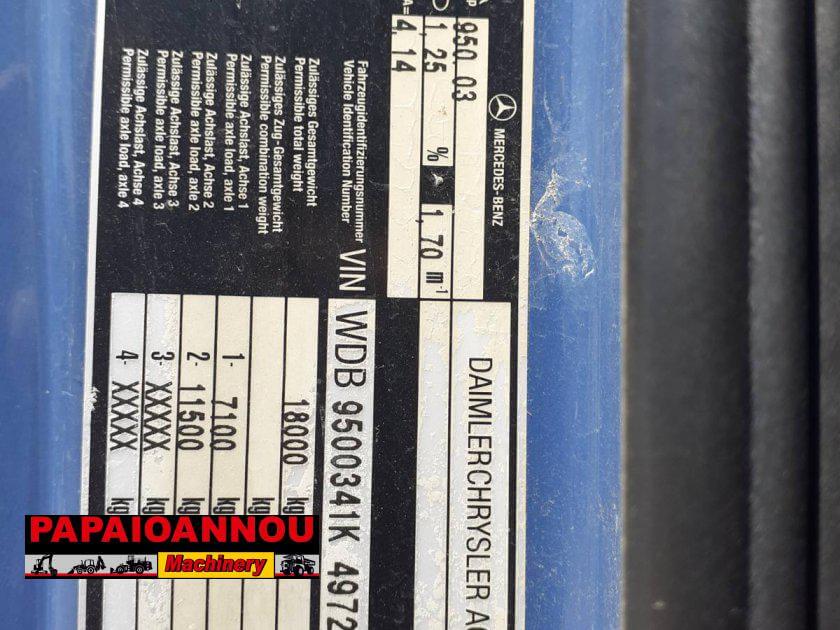 MERCEDES-BENZ
DAIMLERCHRYSLER AG
950.03
1,25 % 1,70 m-1
4,14
Fahrzeugidentifizierungsnummer
Vehicle Identification Number
VIN WDB 9500341K 4972
Zulässiges Gesamtgewicht
Permissible total weight
18000 kg
Zulässiges Zug-Gesamtgewicht
Permissible combination weight
kg
Zulässige Achslast, Achse 1
Permissible axle load, axle 1
1- 7100 kg
Zulässige Achslast, Achse 2
Permissible axle load, axle 2
2- 11500 kg
Zulässige Achslast, Achse 3
Permissible axle load, axle 3
3- XXXXX kg
Zulässige Achslast, Achse 4
Permissible axle load, axle 4
4- XXXXX kg
PAPAIOANNOU
Machinery